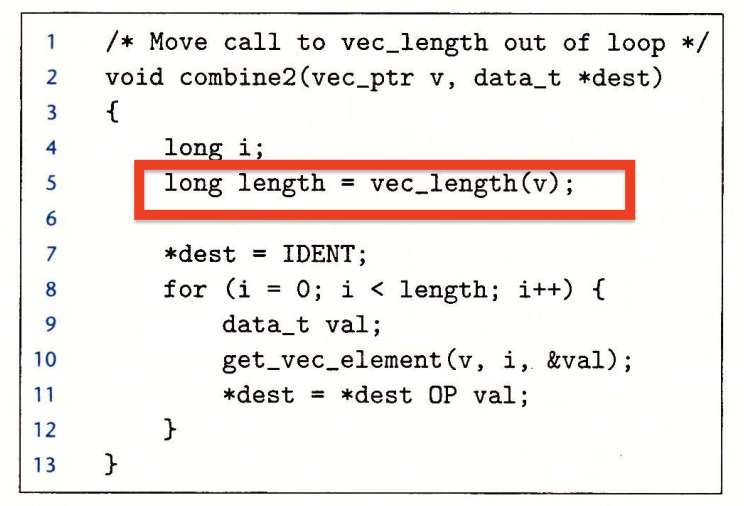 1 /* Move call to vec_length out of loop */
2 void combine2(vec_ptr v, data_t *dest)
3 {
4 long i;
5 long length = vec_length(v);
6
7 *dest = IDENT;
8 for (i = 0; i < length; i++) {
9 data_t val;
10 get_vec_element(v, i, &val);
11 *dest = *dest OP val;
12 }
13 }